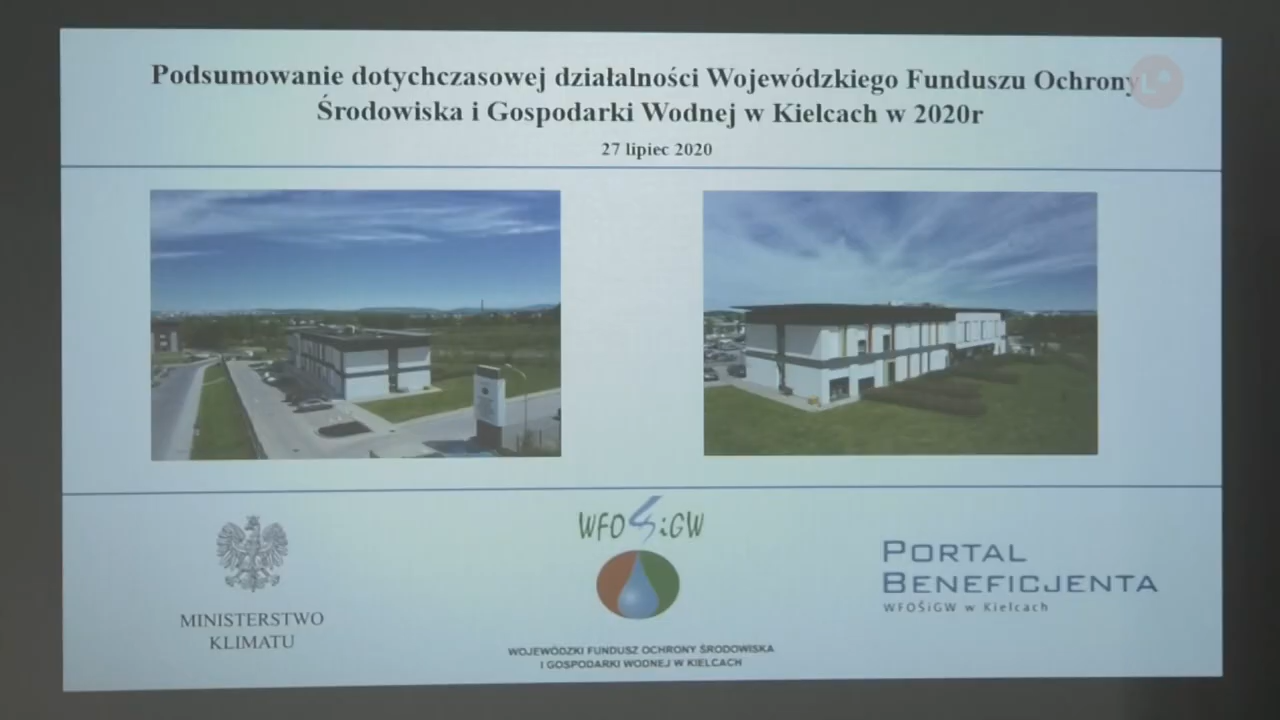 Podsumowanie dotychczasowej działalności Wojewódzkiego Funduszu Ochrony
Środowiska i Gospodarki Wodnej w Kielcach w 2020r
27 lipiec 2020
WFOŚiGW
MINISTERSTWO
KLIMATU
WOJEWÓDZKI FUNDUSZ OCHRONY ŚRODOWISKA
I GOSPODARKI WODNEJ W KIELCACH
PORTAL
BENEFICJENTA
WFOŚiGW w Kielcach